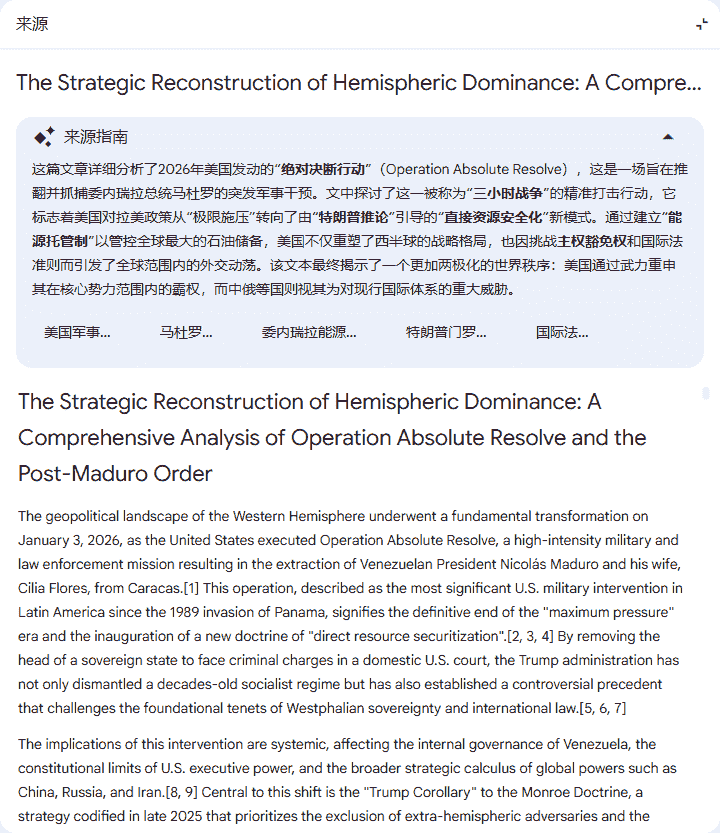 来源
The Strategic Reconstruction of Hemispheric Dominance: A Compre...
来源指南
这篇文章详细分析了2026年美国发动的“绝对决断行动”（Operation Absolute Resolve），这是一场旨在推
翻并抓捕委内瑞拉总统马杜罗的突发军事干预。文中探讨了这一被称为“三小时战争”的精准打击行动，它
标志着美国对拉美政策从“极限施压”转向了由“特朗普推论”引导的“直接资源安全化”新模式。通过建立“能
源托管制”以管控全球最大的石油储备，美国不仅重塑了西半球的战略格局，也因挑战主权豁免权和国际法
准则而引发了全球范围内的外交动荡。该文本最终揭示了一个更加两极化的世界秩序：美国通过武力重申
其在核心势力范围内的霸权，而中俄等国则视其为对现行国际体系的重大威胁。
美国军事... 马杜罗... 委内瑞拉能源... 特朗普门罗... 国际法...
The Strategic Reconstruction of Hemispheric Dominance: A
Comprehensive Analysis of Operation Absolute Resolve and the
Post-Maduro Order
The geopolitical landscape of the Western Hemisphere underwent a fundamental transformation on
January 3, 2026, as the United States executed Operation Absolute Resolve, a high-intensity military and
law enforcement mission resulting in the extraction of Venezuelan President Nicolás Maduro and his wife,
Cilia Flores, from Caracas.[1] This operation, described as the most significant U.S. military intervention in
Latin America since the 1989 invasion of Panama, signifies the definitive end of the "maximum pressure"
era and the inauguration of a new doctrine of "direct resource securitization".[2, 3, 4] By removing the
head of a sovereign state to face criminal charges in a domestic U.S. court, the Trump administration has
not only dismantled a decades-old socialist regime but has also established a controversial precedent
that challenges the foundational tenets of Westphalian sovereignty and international law.[5, 6, 7]
The implications of this intervention are systemic, affecting the internal governance of Venezuela, the
constitutional limits of U.S. executive power, and the broader strategic calculus of global powers such as
China, Russia, and Iran.[8, 9] Central to this shift is the "Trump Corollary" to the Monroe Doctrine, a
strategy codified in late 2025 that prioritizes the exclusion of extra-hemispheric adversaries and the